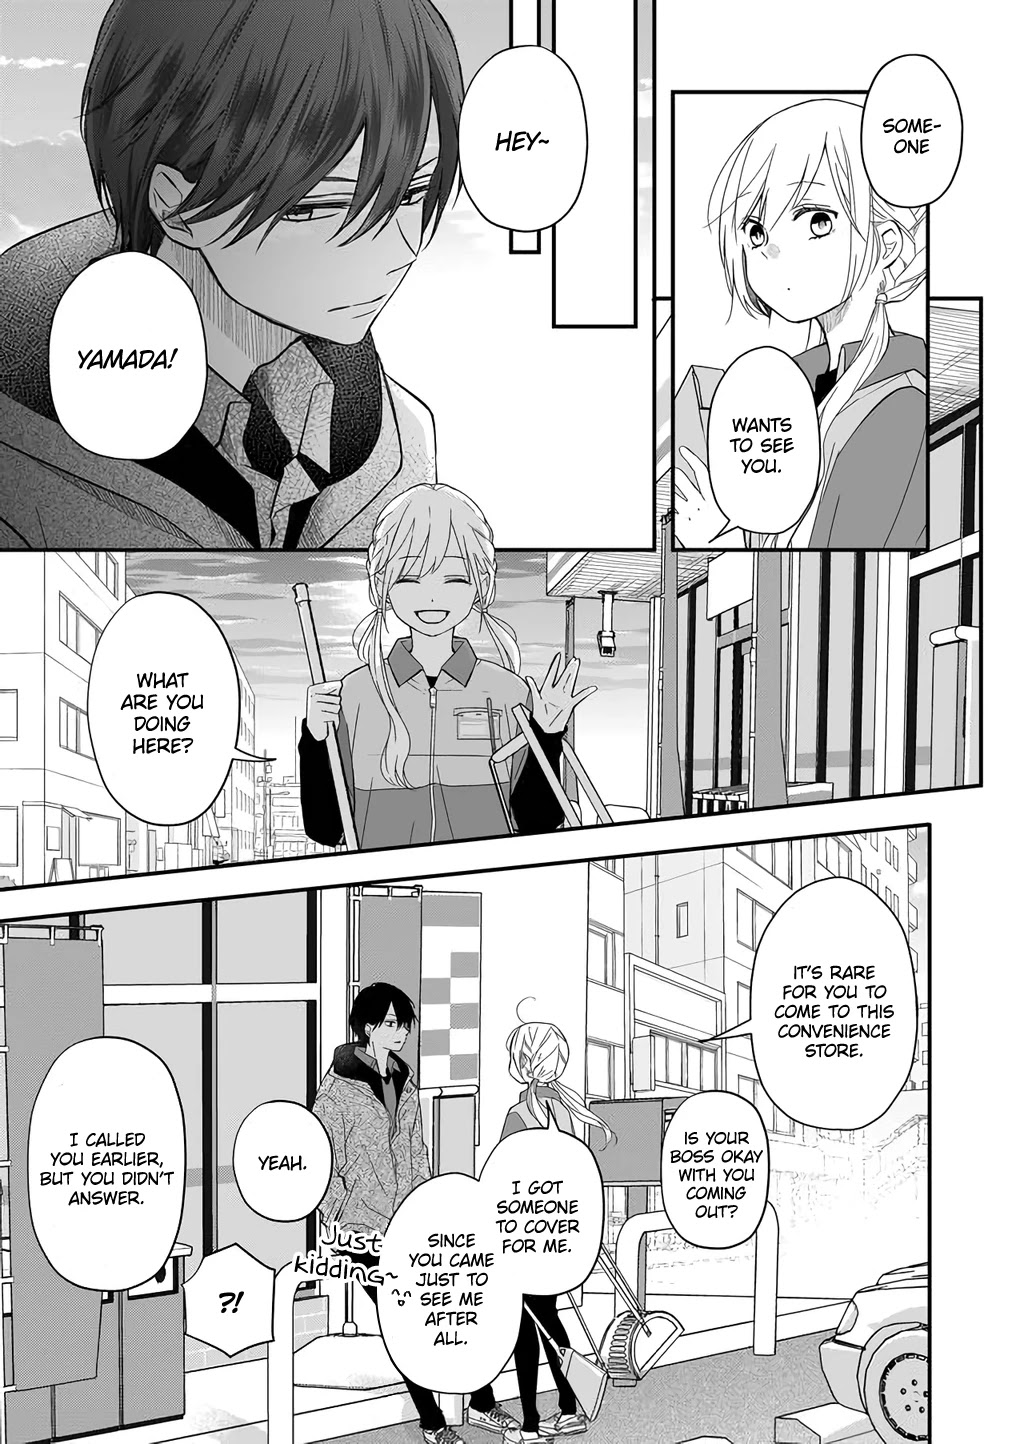 SOME-
ONE
WANTS
TO SEE
YOU.
HEY~
YAMADA!
WHAT
ARE YOU
DOING
HERE?
IT'S RARE
FOR YOU TO
COME TO THIS
CONVENIENCE
STORE.
IS YOUR
BOSS OKAY
WITH YOU
COMING
OUT?
I GOT
SOMEONE
TO COVER
FOR ME.
SINCE
YOU CAME
JUST TO
SEE ME
AFTER
ALL.
Just
kidding~
YEAH.
?!
I CALLED
YOU EARLIER,
BUT YOU DIDN'T
ANSWER.